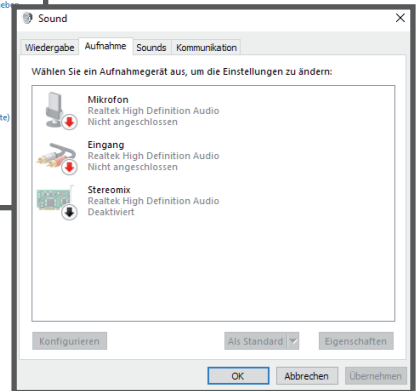 Sound
Wiedergabe Aufnahme Sounds Kommunikation
Wählen Sie ein Aufnahmegerät aus, um die Einstellungen zu ändern:
Mikrofon
Realtek High Definition Audio
Nicht angeschlossen
Eingang
Realtek High Definition Audio
Nicht angeschlossen
Stereomix
Realtek High Definition Audio
Deaktiviert
Konfigurieren Als Standard Eigenschaften
OK Abbrechen Übernehmen